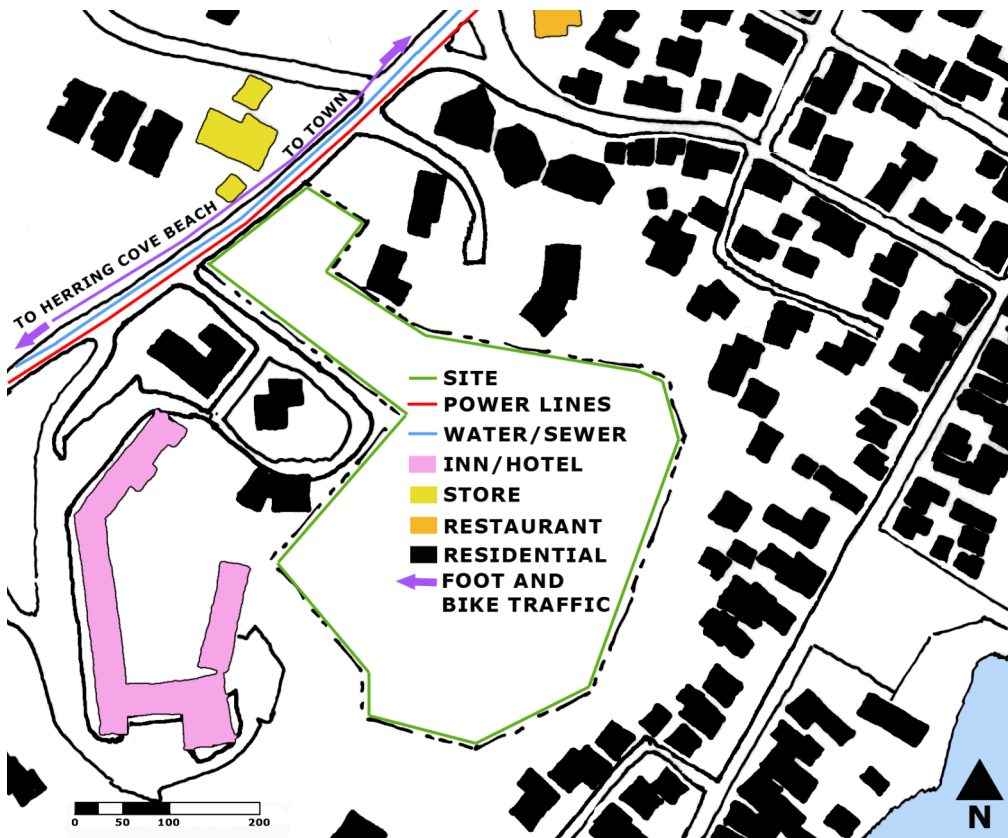 TO TOWN
TO HERRING COVE BEACH
SITE
POWER LINES
WATER/SEWER
INN/HOTEL
STORE
RESTAURANT
RESIDENTIAL
FOOT AND
BIKE TRAFFIC
0 50 100 200
N